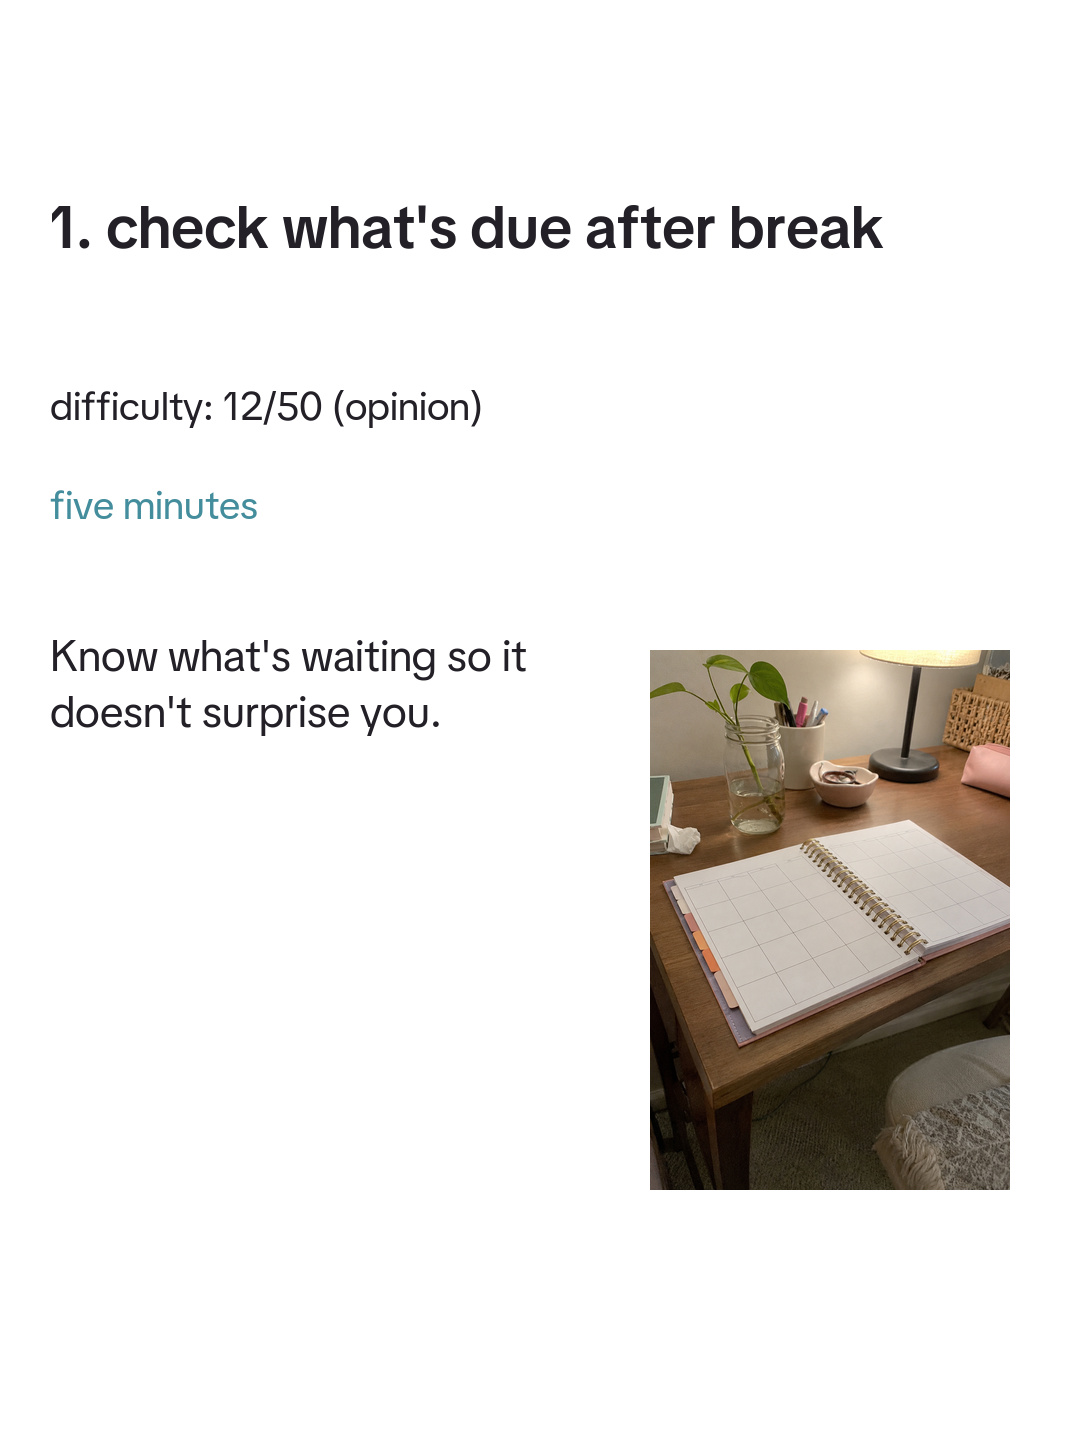 1. check what's due after break
difficulty: 12/50 (opinion)
five minutes
Know what's waiting so it
doesn't surprise you.